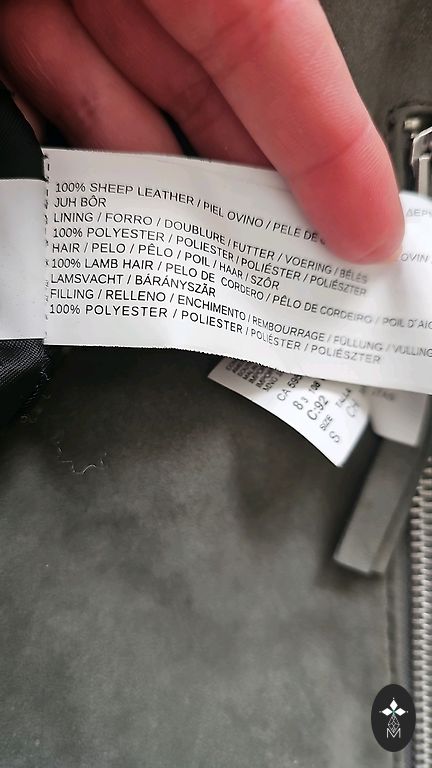 100% SHEEP LEATHER / PIEL OVINO / PELE DE
JUH BŐR
LINING / FORRO / DOUBLURE / FUTTER / VOERING / BÉLÉS
100% POLYESTER / POLIESTER / POLIÉSTER / POLIÉSZTER
HAIR / PELO / PÊLO / POIL / HAAR / SZŐR
100% LAMB HAIR / PELO DE CORDERO / PÊLO DE CORDEIRO / POIL D'AG
LAMSVACHT / BÁRÁNYSZŐR
FILLING / RELLENO / ENCHIMENTO / REMBOURRAGE / FÜLLUNG / VULLING
100% POLYESTER / POLIESTER / POLIÉSTER / POLIÉSZTER
C-92
SIZE
S
M